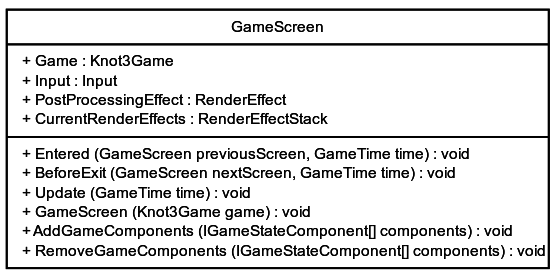 GameScreen
+ Game : Knot3Game
+ Input : Input
+ PostProcessingEffect : RenderEffect
+ CurrentRenderEffects : RenderEffectStack
+ Entered (GameScreen previousScreen, GameTime time) : void
+ BeforeExit (GameScreen nextScreen, GameTime time) : void
+ Update (GameTime time) : void
+ GameScreen (Knot3Game game) : void
+ AddGameComponents (IGameStateComponent[] components) : void
+ RemoveGameComponents (IGameStateComponent[] components) : void